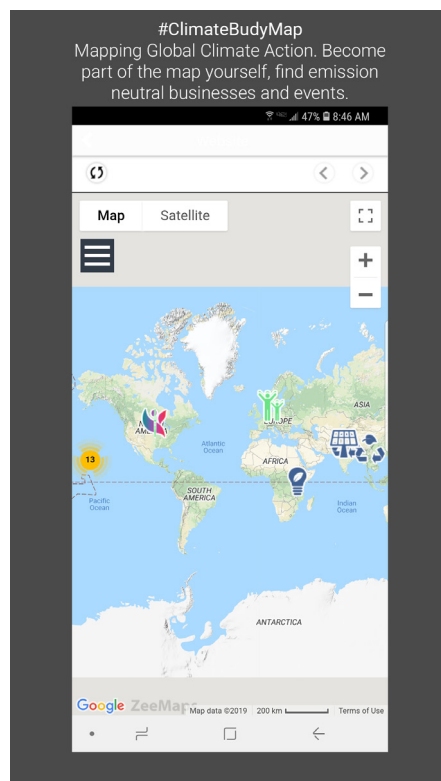 #ClimateBudyMap
Mapping Global Climate Action. Become
part of the map yourself, find emission
neutral businesses and events.
47% 8:46 AM
Map Satellite
ASIA
EUROPE
Atlantic
Ocean
13
AFRICA
Pacific
Ocean
SOUTH
AMERICA
Indian
Ocean
ANTARCTICA
Google ZeeMaps Map data ©2019 200 km Terms of Use